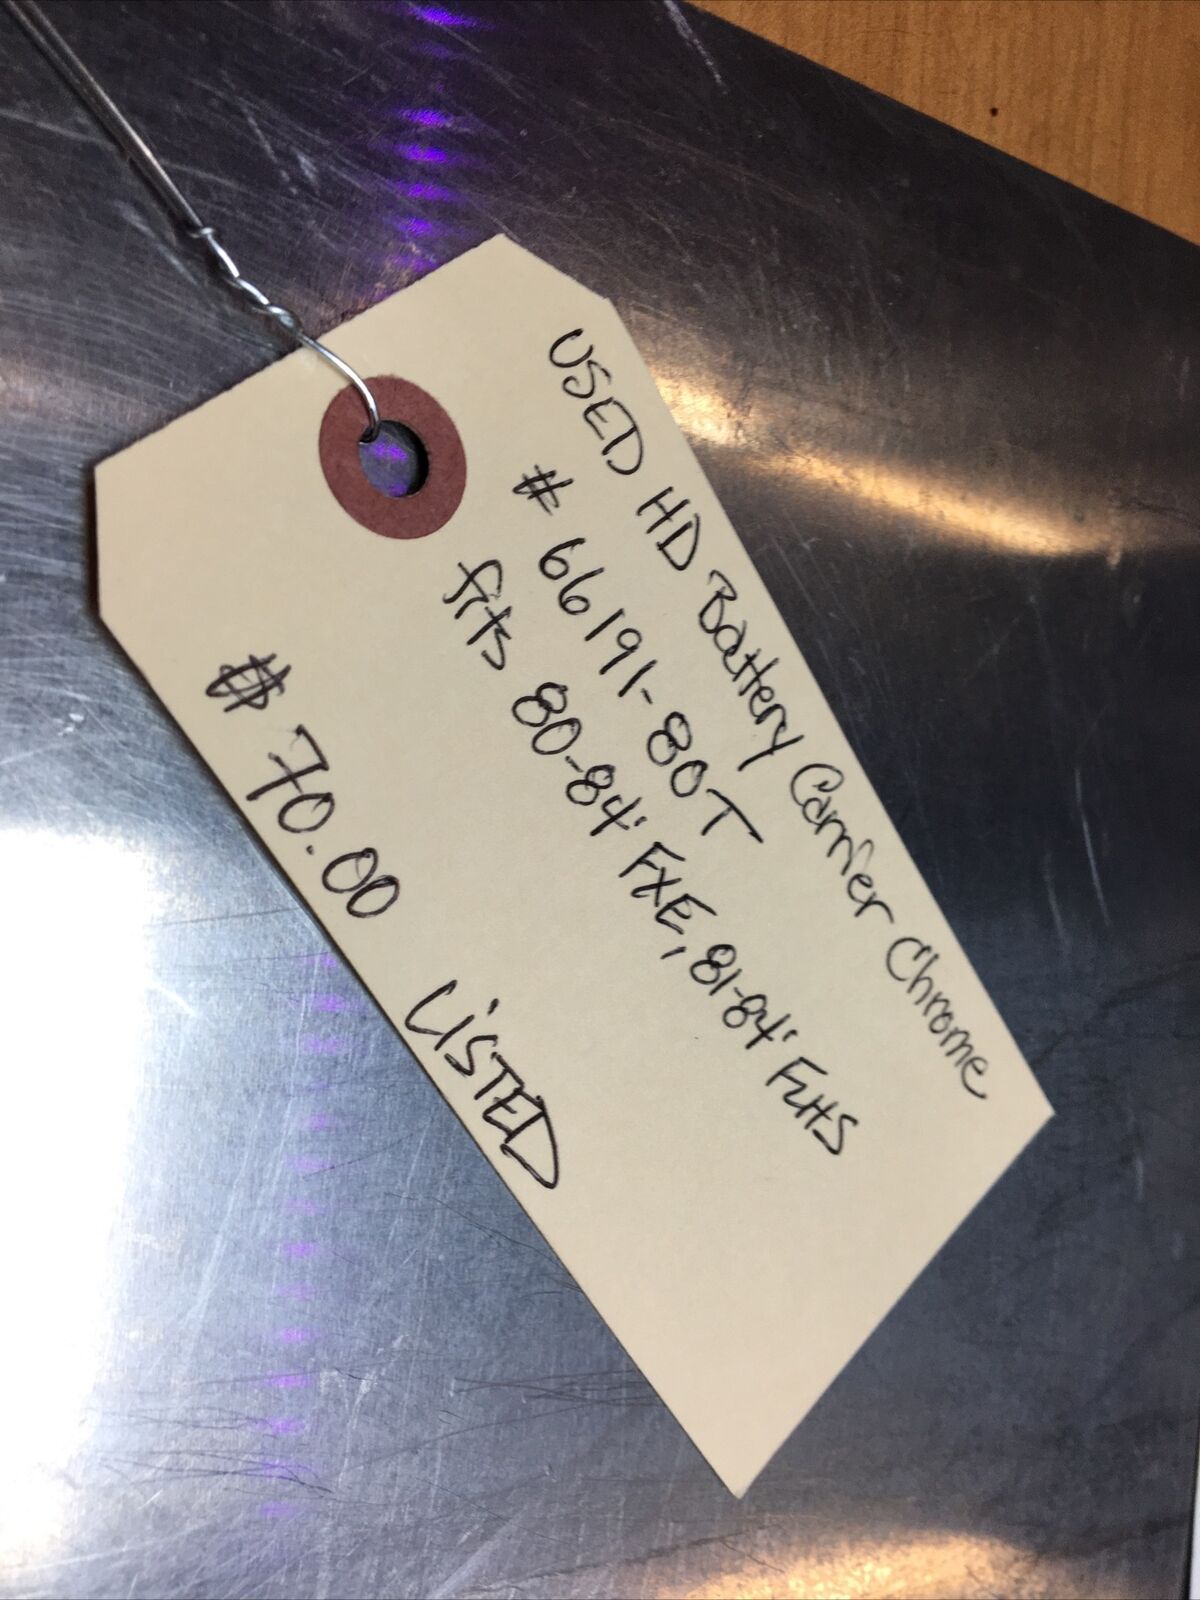 USED HD Battery Carrier Chrome
# 66191-80T
fits 80-84' FXE, 81-84' FLHS
$70.00 LiSTED